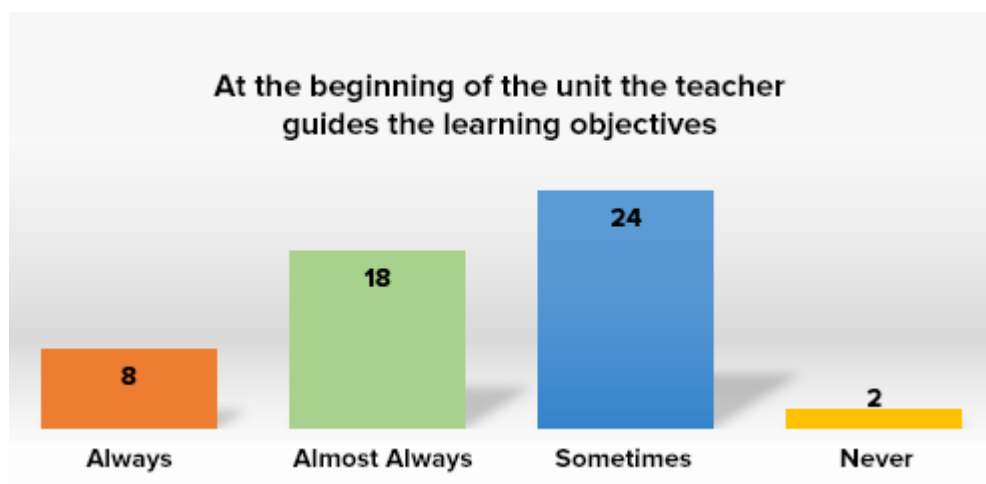 At the beginning of the unit the teacher
guides the learning objectives
8
18
24
2
Always
Almost Always
Sometimes
Never